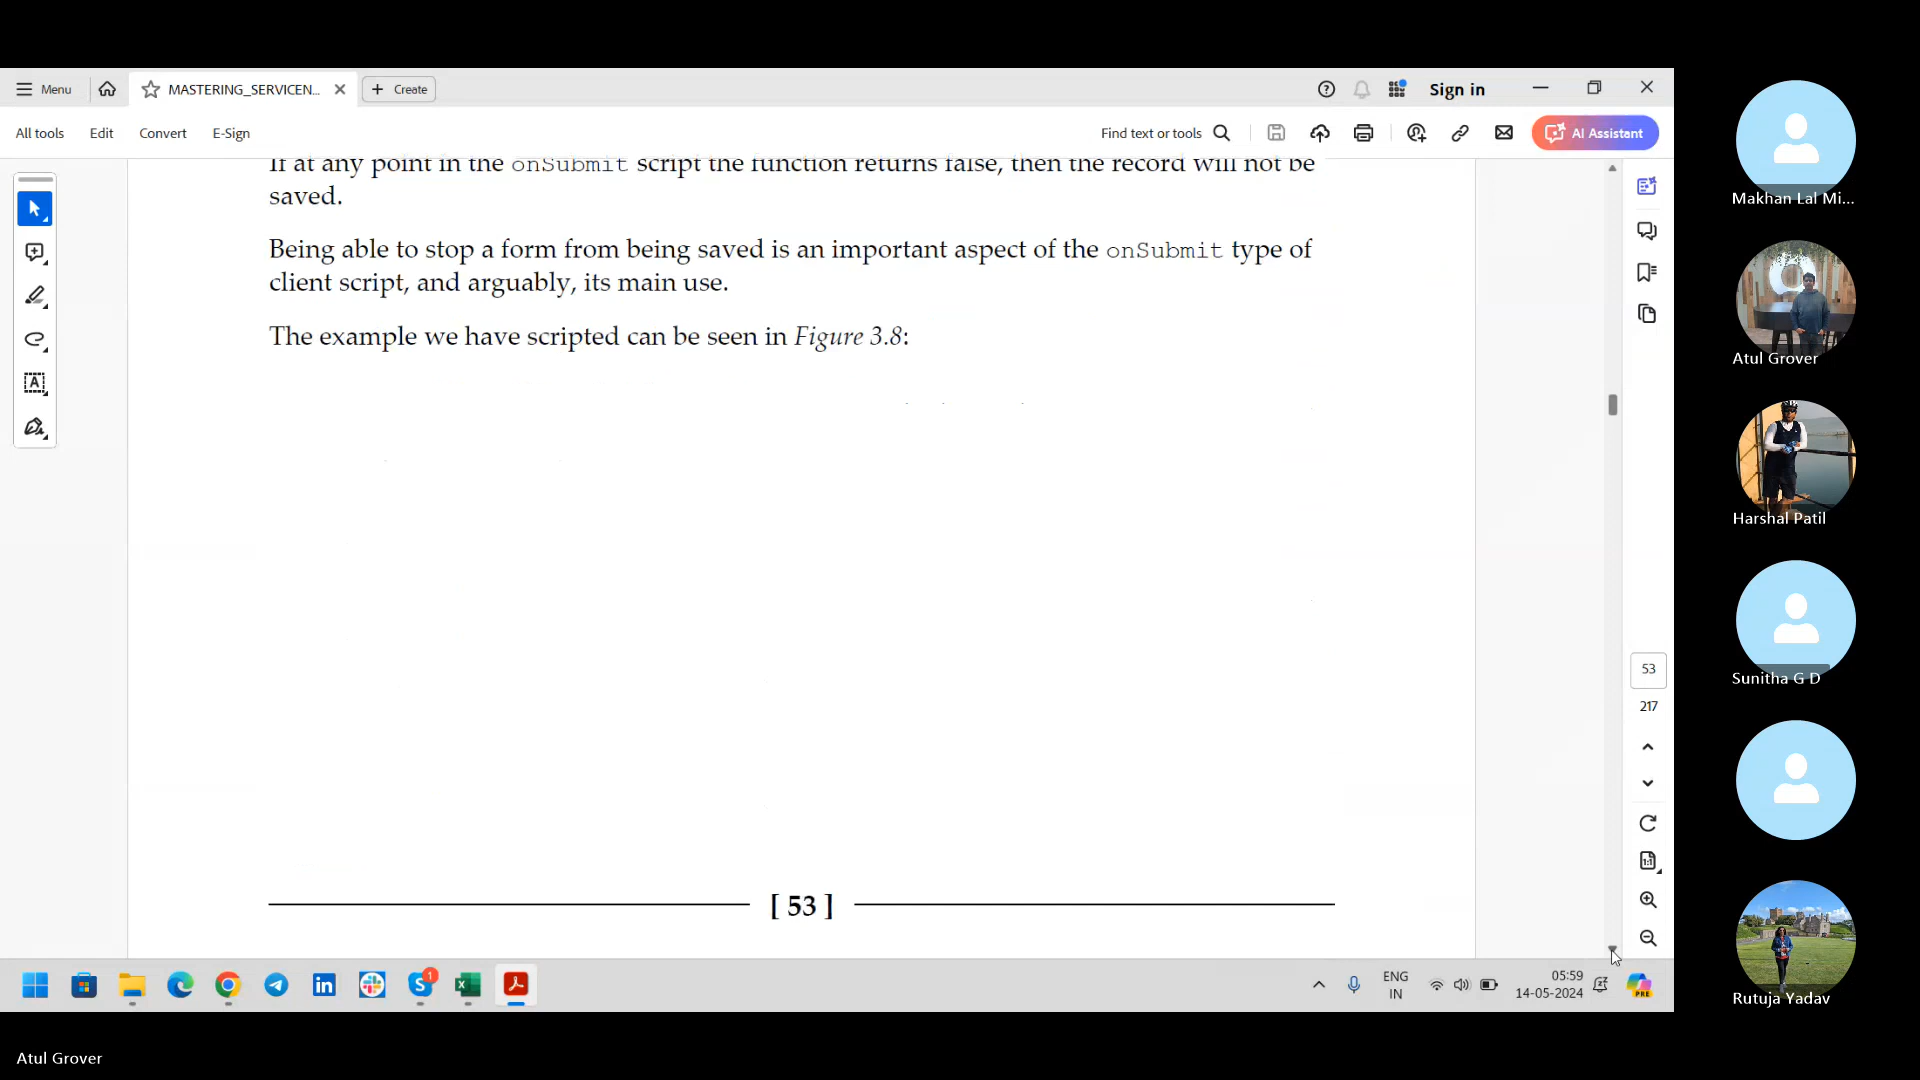 Menu
MASTERING_SERVICEN...
Create
Sign in
All tools
Edit
Convert
E-Sign
Find text or tools
AI Assistant
If at any point in the onSubmit script the function returns false, then the record will not be
saved.
Being able to stop a form from being saved is an important aspect of the onSubmit type of
client script, and arguably, its main use.
The example we have scripted can be seen in Figure 3.8:
[ 53 ]
53
217
1
ENG
IN
05:59
14-05-2024
PRE
Makhan Lal Mi...
Atul Grover
Harshal Patil
Sunitha G D
Rutuja Yadav
Atul Grover